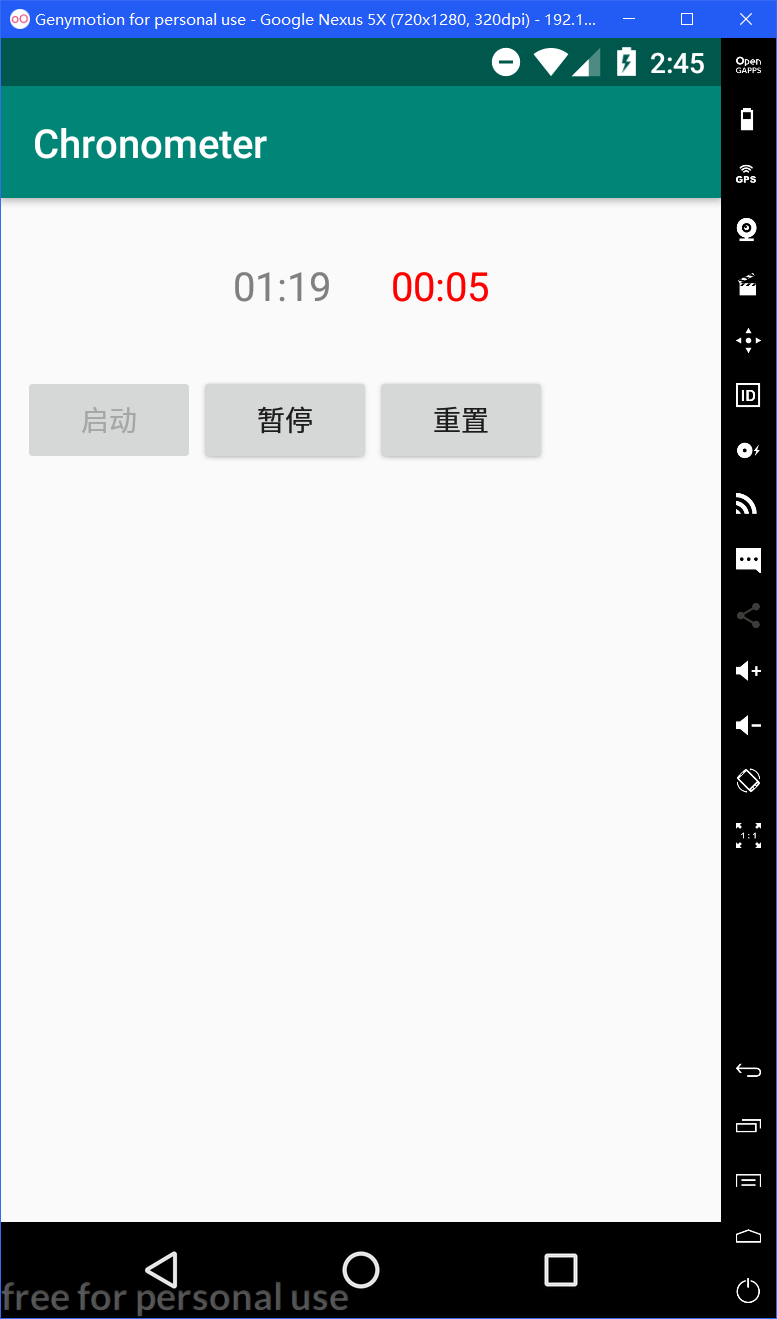 Genymotion for personal use - Google Nexus 5X (720x1280, 320dpi) - 192.1...
2:45
Open GAPPS
Chronometer
GPS
01:19 00:05
启动 暂停 重置
ID
1:1
free for personal use